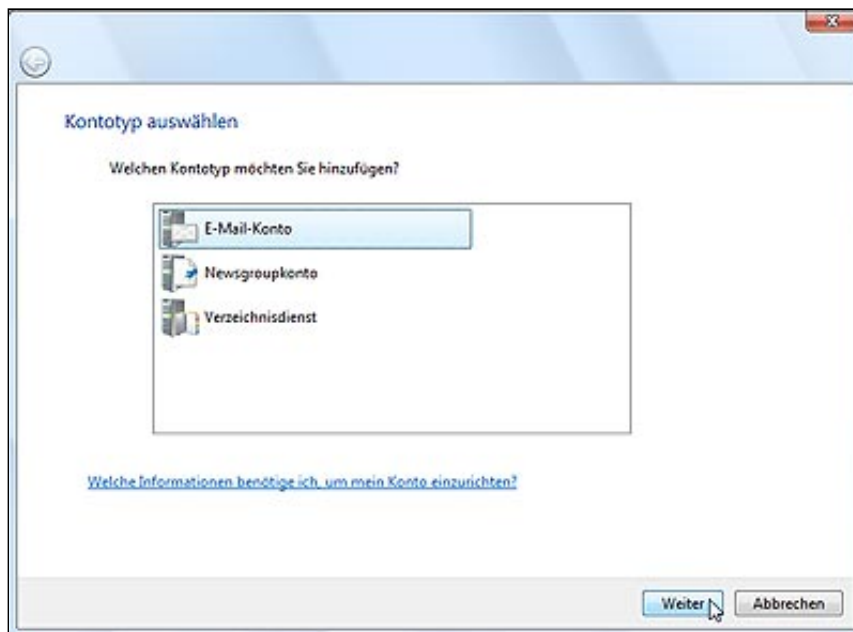 Kontotyp auswählen
Welchen Kontotyp möchten Sie hinzufügen?
E-Mail-Konto
Newsgroupkonto
Verzeichnisdienst
Welche Informationen benötige ich, um mein Konto einzurichten?
Weiter Abbrechen